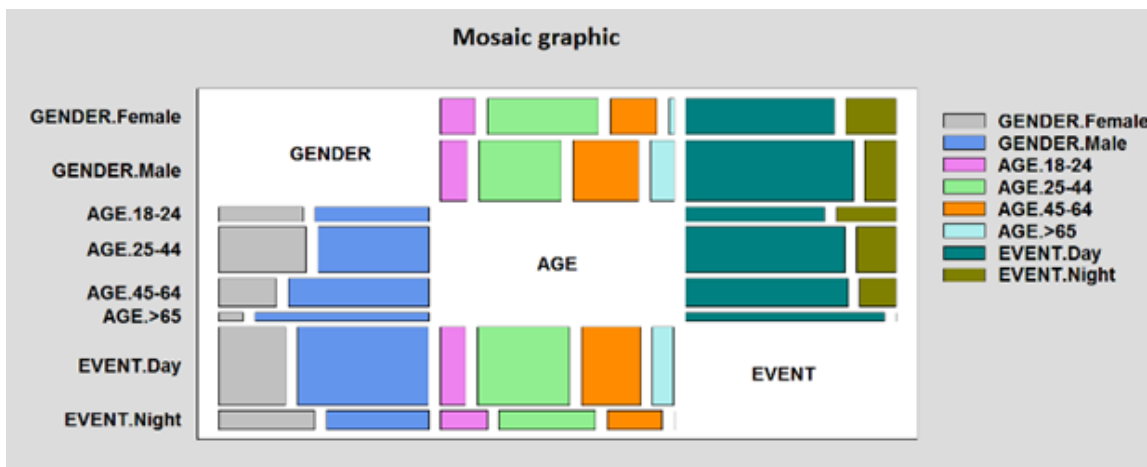 Mosaic graphic
GENDER.Female
GENDER.Male
AGE.18-24
AGE.25-44
AGE.45-64
AGE.>65
EVENT.Day
EVENT.Night
GENDER
AGE
EVENT
GENDER.Female
GENDER.Male
AGE.18-24
AGE.25-44
AGE.45-64
AGE.>65
EVENT.Day
EVENT.Night